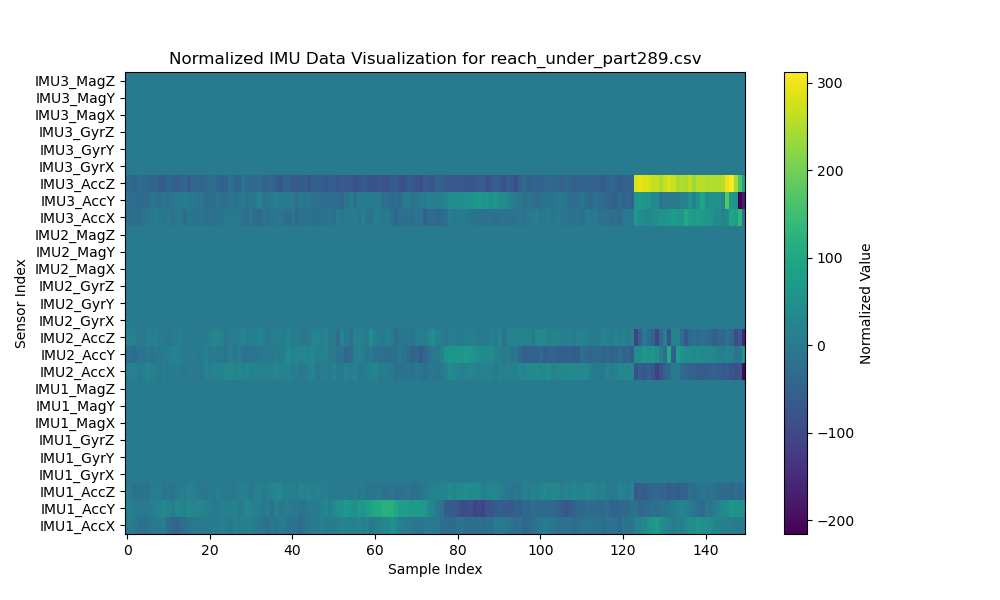 Normalized IMU Data Visualization for reach_under_part289.csv
IMU3_MagZ
IMU3_MagY
IMU3_MagX
IMU3_GyrZ
IMU3_GyrY
IMU3_GyrX
IMU3_AccZ
IMU3_AccY
IMU3_AccX
IMU2_MagZ
IMU2_MagY
IMU2_MagX
IMU2_GyrZ
IMU2_GyrY
IMU2_GyrX
IMU2_AccZ
IMU2_AccY
IMU2_AccX
IMU1_MagZ
IMU1_MagY
IMU1_MagX
IMU1_GyrZ
IMU1_GyrY
IMU1_GyrX
IMU1_AccZ
IMU1_AccY
IMU1_AccX
Sensor Index
0 20 40 60 80 100 120 140
Sample Index
300
200
100
0
−100
−200
Normalized Value